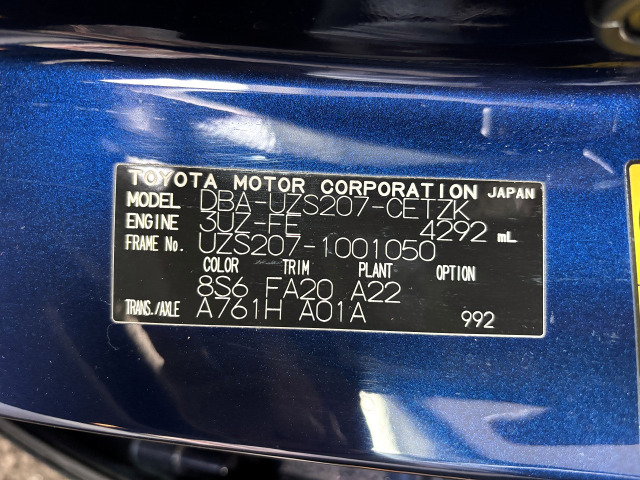 TOYOTA MOTOR CORPORATION JAPAN
MODEL DBA-UZS207-CETZK
ENGINE 3UZ-FE 4292 mL
FRAME No. UZS207-1001050
COLOR TRIM PLANT OPTION
8S6 FA20 A22
TRANS./AXLE A761H A01A 992